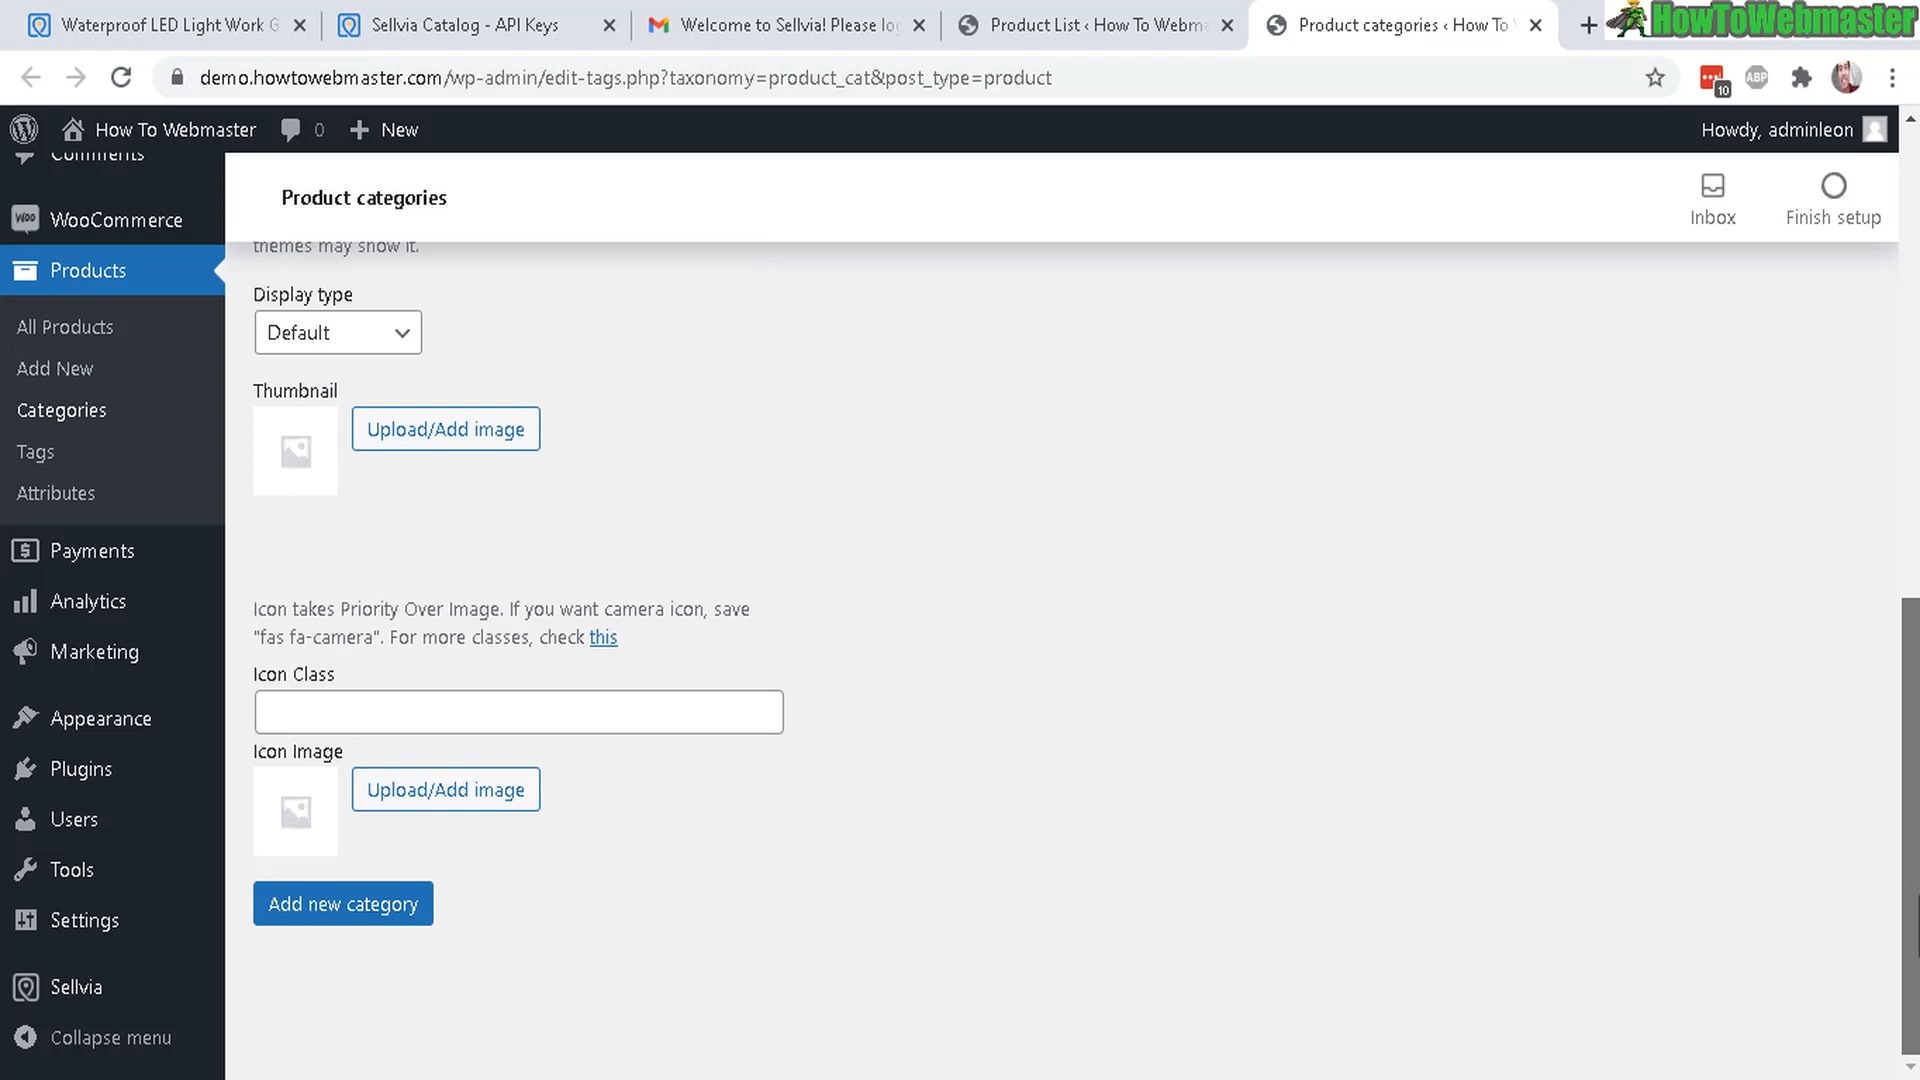 Waterproof LED Light Work G
Sellvia Catalog - API Keys
Welcome to Sellvia! Please lo
Product List ‹ How To Webma
Product categories ‹ How To
HowToWebmaster
demo.howtowebmaster.com/wp-admin/edit-tags.php?taxonomy=product_cat&post_type=product
10
ABP
How To Webmaster
0
New
Howdy, adminleon
Comments
WooCommerce
Products
All Products
Add New
Categories
Tags
Attributes
Payments
Analytics
Marketing
Appearance
Plugins
Users
Tools
Settings
Sellvia
Collapse menu
Product categories
Inbox
Finish setup
themes may show it.
Display type
Default
Thumbnail
Upload/Add image
Icon takes Priority Over Image. If you want camera icon, save
"fas fa-camera". For more classes, check this
Icon Class
Icon Image
Upload/Add image
Add new category